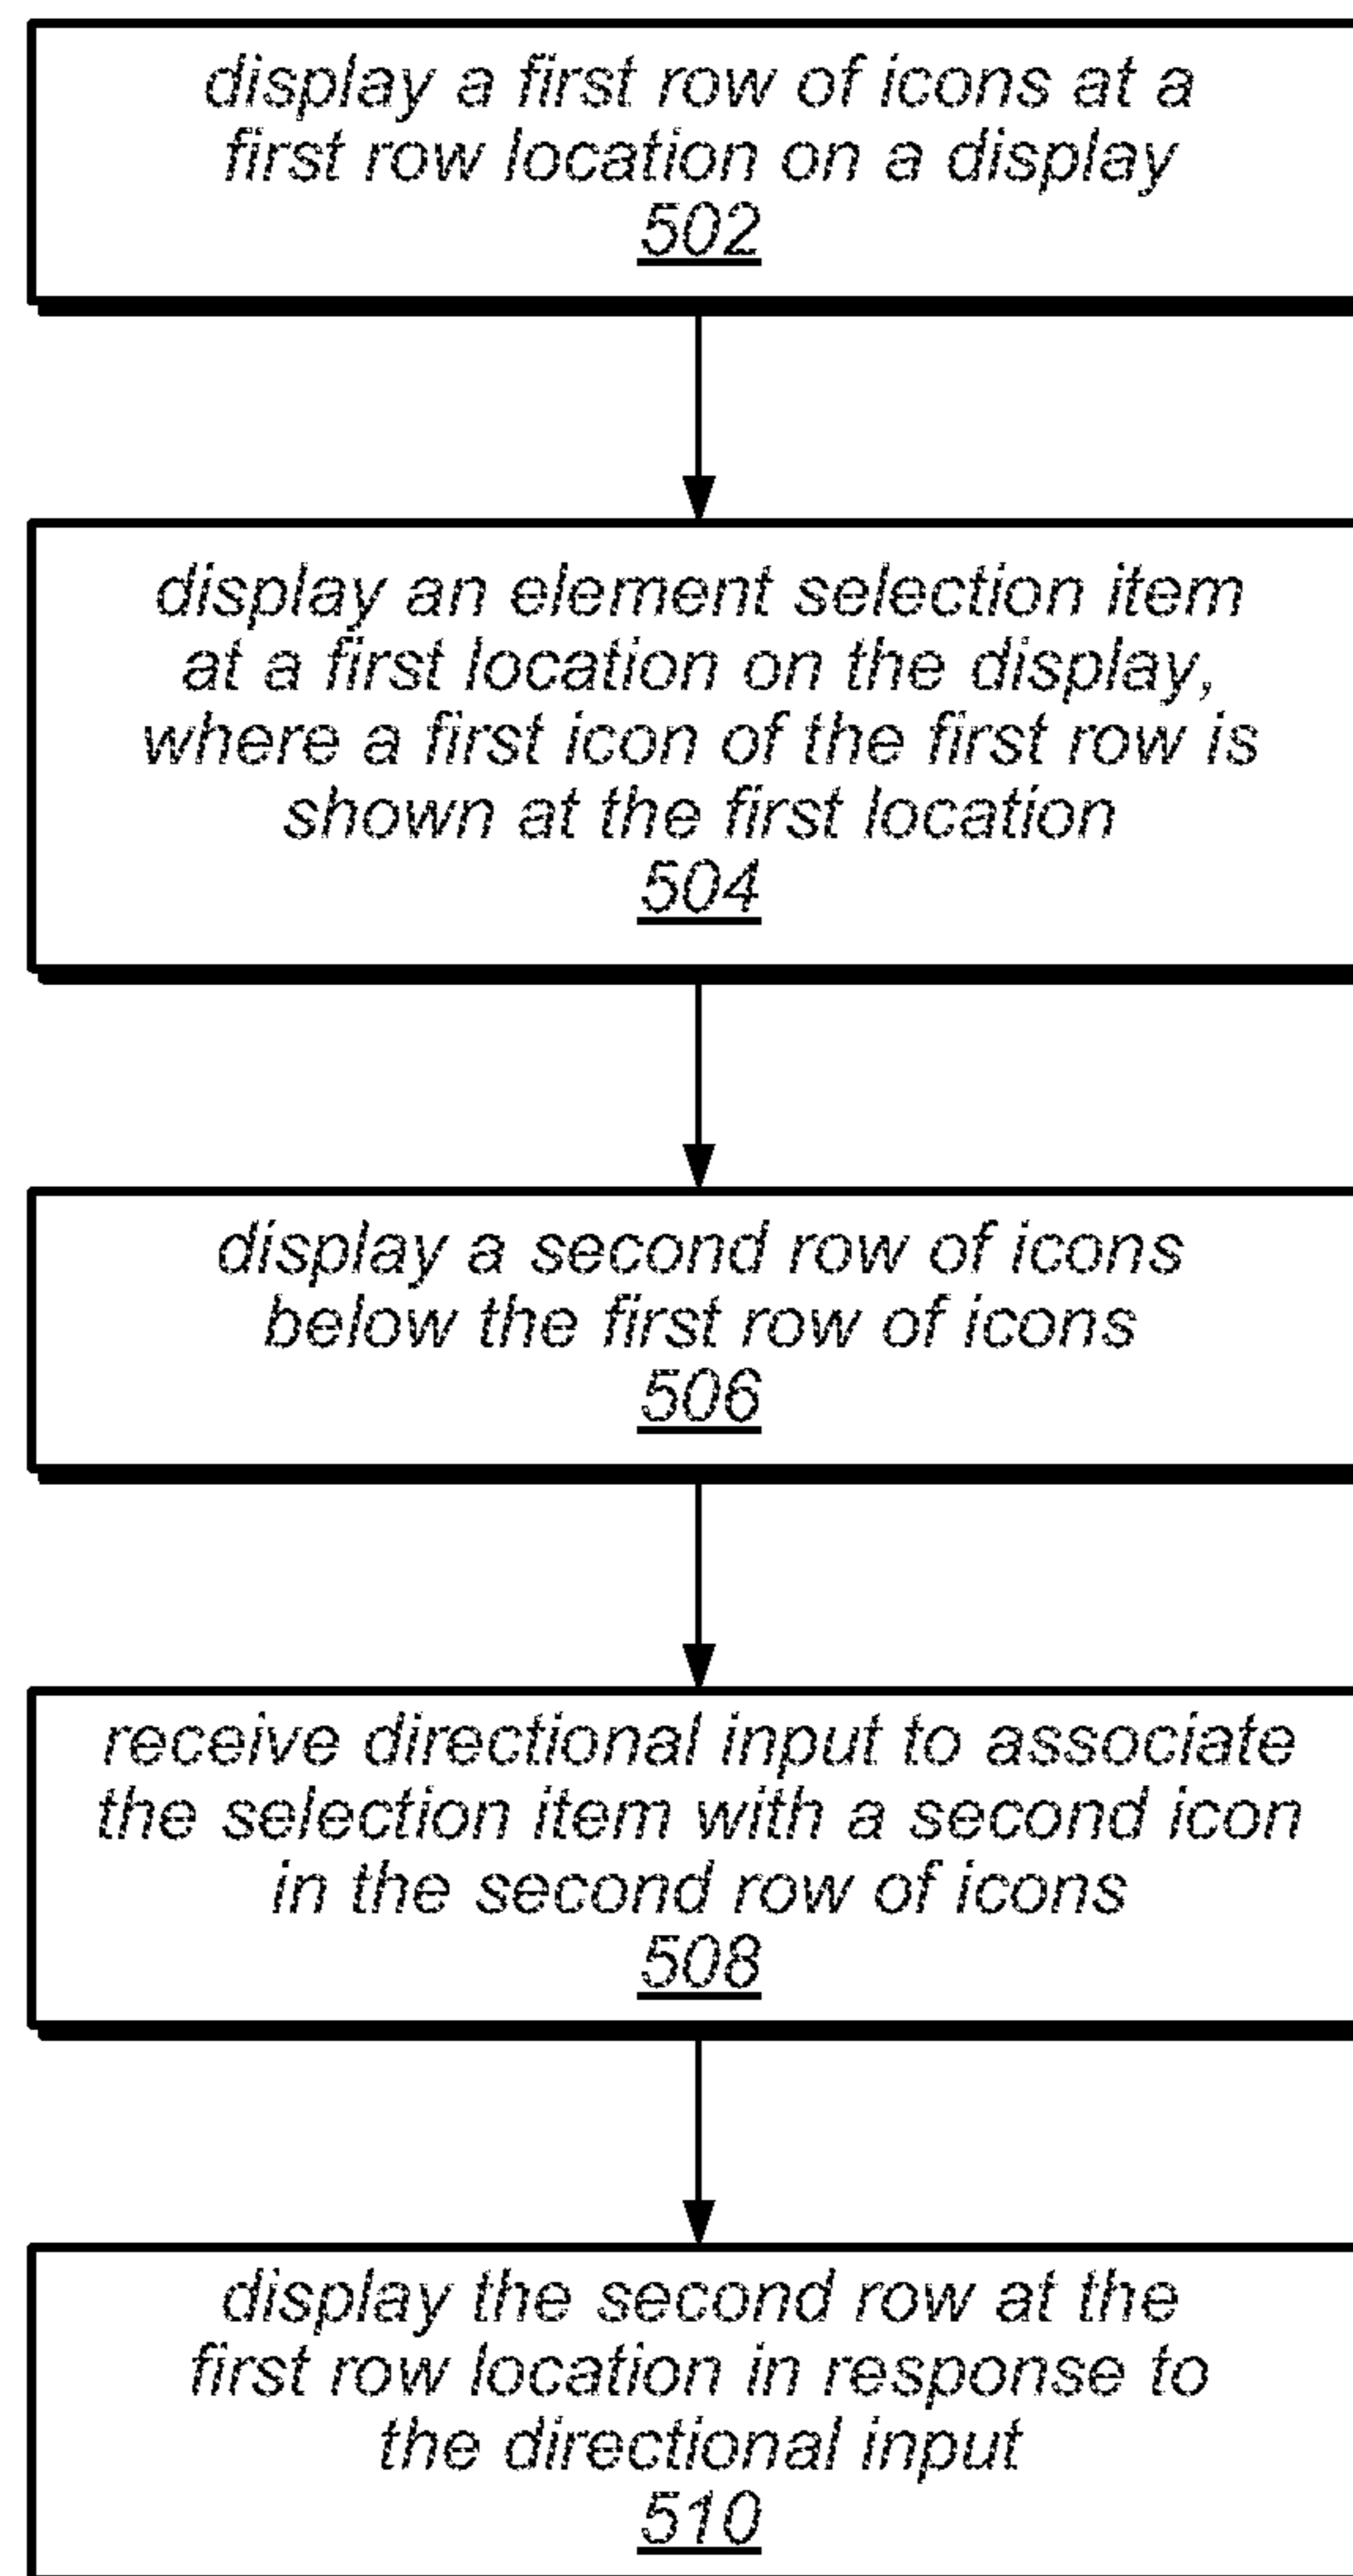 display a first row of icons at a
first row location on a display
502
display an element selection item
at a first location on the display,
where a first icon of the first row is
shown at the first location
504
display a second row of icons
below the first row of icons
506
receive directional input to associate
the selection item with a second icon
in the second row of icons
508
display the second row at the
first row location in response to
the directional input
510